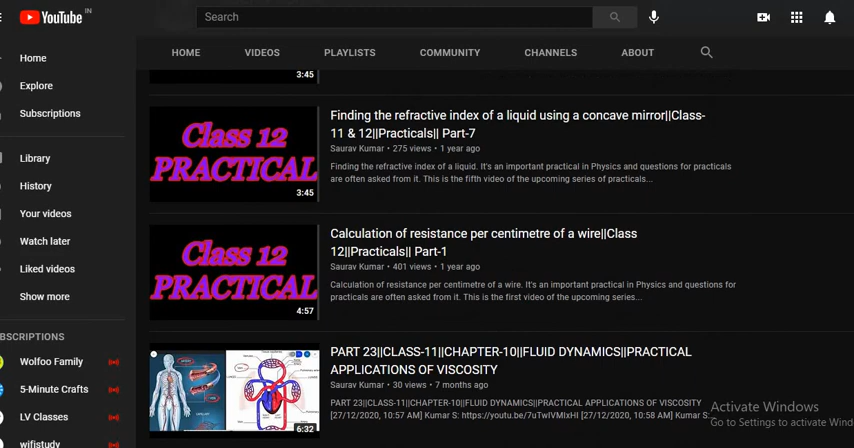 YouTube IN
Search
HOME VIDEOS PLAYLISTS COMMUNITY CHANNELS ABOUT
Home
Explore
Subscriptions
Library
History
Your videos
Watch later
Liked videos
Show more
BSCRIPTIONS
Wolfoo Family
5-Minute Crafts
LV Classes
wifistudy
3:45
Class 12
PRACTICAL
3:45
Finding the refractive index of a liquid using a concave mirror||Class-
11 & 12||Practicals|| Part-7
Saurav Kumar • 275 views • 1 year ago
Finding the refractive index of a liquid. It's an important practical in Physics and questions for practicals
are often asked from it. This is the fifth video of the upcoming series of practicals...
Class 12
PRACTICAL
4:57
Calculation of resistance per centimetre of a wire||Class
12||Practicals|| Part-1
Saurav Kumar • 401 views • 1 year ago
Calculation of resistance per centimetre of a wire. It's an important practical in Physics and questions for
practicals are often asked from it. This is the first video of the upcoming series...
6:32
PART 23||CLASS-11||CHAPTER-10||FLUID DYNAMICS||PRACTICAL
APPLICATIONS OF VISCOSITY
Saurav Kumar • 30 views • 7 months ago
PART 23||CLASS-11||CHAPTER-10||FLUID DYNAMICS||PRACTICAL APPLICATIONS OF VISCOSITY
[27/12/2020, 10:57 AM] Kumar S: https://youtu.be/7uTwIVMIxHI [27/12/2020, 10:58 AM] Kumar S:
Activate Windows
Go to Settings to activate Wind